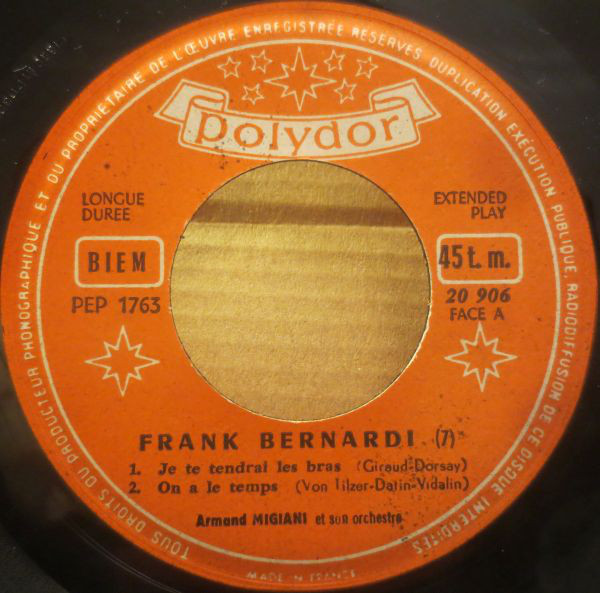 TOUS DROITS DU PRODUCTEUR PHONOGRAPHIQUE ET DU PROPRIÉTAIRE DE L'ŒUVRE ENREGISTRÉE RÉSERVÉS. DUPLICATION EXÉCUTION PUBLIQUE, RADIODIFFUSION DE CE DISQUE INTERDITES
polydor
LONGUE
DUREE
EXTENDED
PLAY
BIEM
45 t. m.
PEP 1763
20 906
FACE A
FRANK BERNARDI (7)
1. Je te tendrai les bras (Giraud-Dorsay)
2. On a le temps (Von Tilzer-Datin-Vidalin)
Armand MIGIANI et son orchestre
MADE IN FRANCE